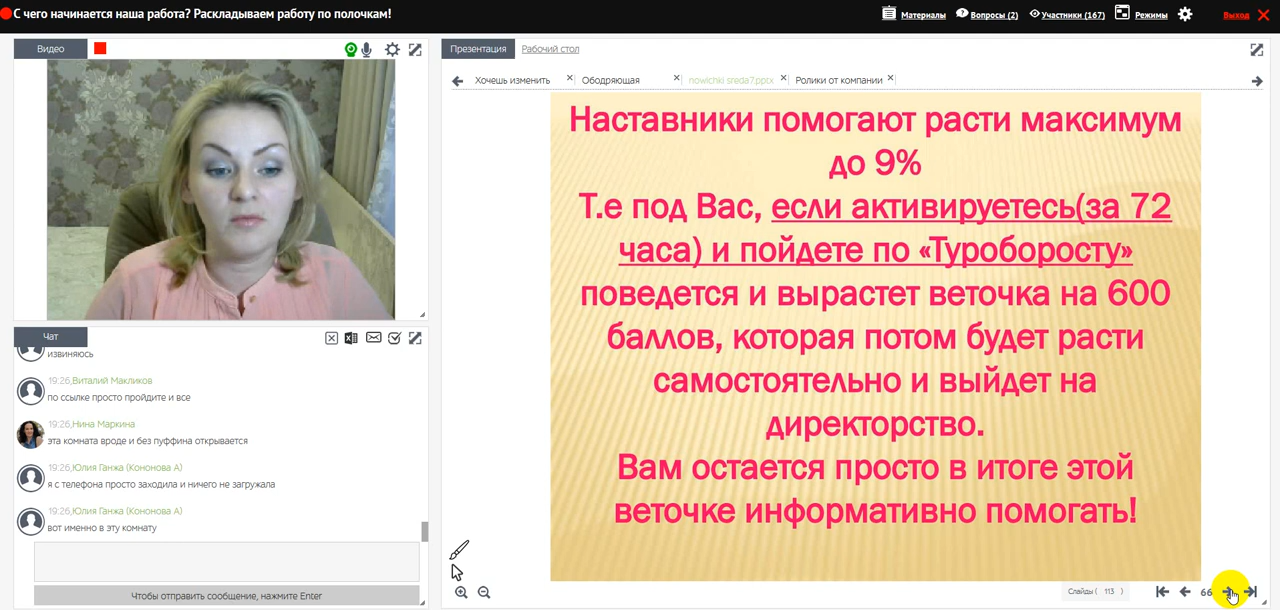 С чего начинается наша работа? Раскладываем работу по полочкам!
Материалы
Вопросы (2)
Участники (167)
Режимы
Выход
Видео
Презентация
Рабочий стол
Хочешь изменить
Ободряющая
nowichki sreda7.pptx
Ролики от компании
Наставники помогают расти максимум
до 9%
Т.е под Вас, если активируетесь(за 72
часа) и пойдете по «Туроборосту»
поведется и вырастет веточка на 600
баллов, которая потом будет расти
самостоятельно и выйдет на
директорство.
Вам остается просто в итоге этой
веточке информативно помогать!
Чат
извиняюсь
19:26,Виталий Макликов
по ссылке просто пройдите и все
19:26,Нина Маркина
эта комната вроде и без пуффина открывается
19:26,Юлия Ганжа (Кононова А)
я с телефона просто заходила и ничего не загружала
19:26,Юлия Ганжа (Кононова А)
вот именно в эту комнату
Чтобы отправить сообщение, нажмите Enter
Слайды ( 113 )
66